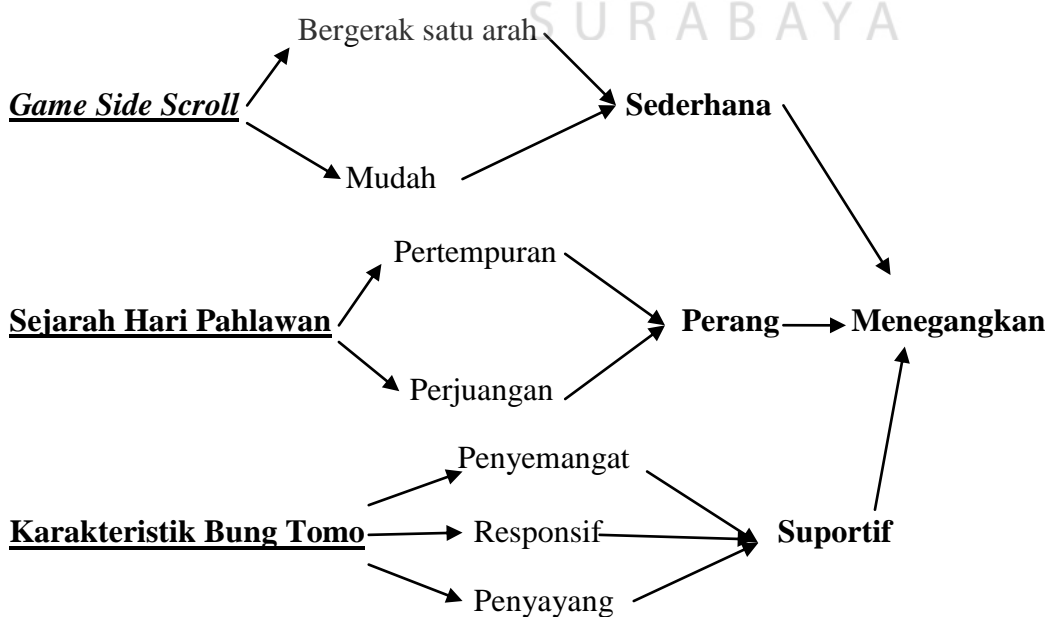 SURABAYA
Bergerak satu arah
Game Side Scroll
Sederhana
Mudah
Pertempuran
Sejarah Hari Pahlawan
Perang
Menegangkan
Perjuangan
Penyemangat
Karakteristik Bung Tomo
Responsif
Suportif
Penyayang